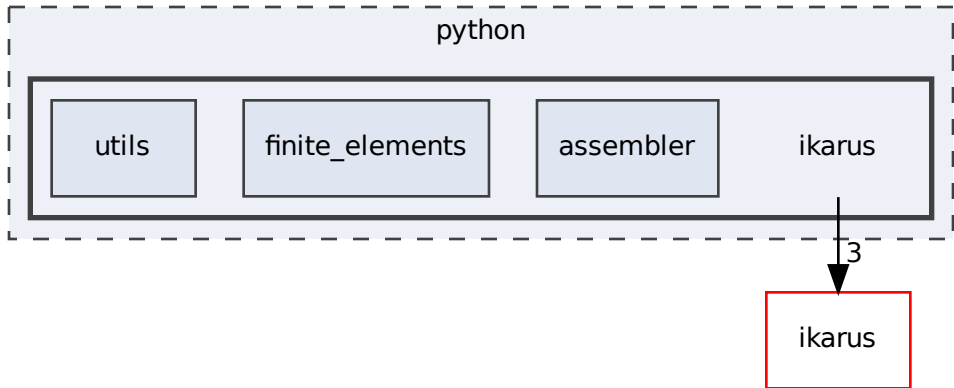 python
utils
finite_elements
assembler
ikarus
3
ikarus